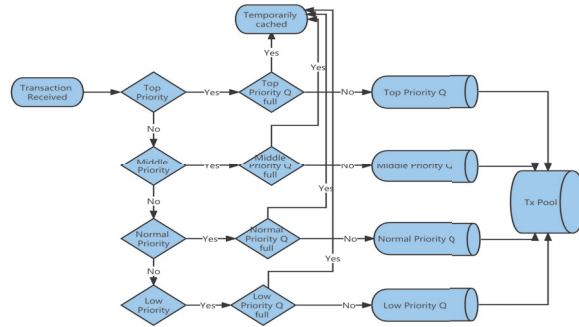 Temporarily
cached
Yes
Transaction
Received
Top
Priority
Yes
Top
Priority Q
full
No
Top Priority Q
No
Yes
Middle
Priority
Yes
Middle
Priority Q
full
No
Middle Priority Q
Yes
No
Tx Pool
Normal
Priority
Yes
Normal
Priority Q
full
No
Normal Priority Q
Yes
No
Low
Priority
Yes
Low
Priority Q
full
No
Low Priority Q